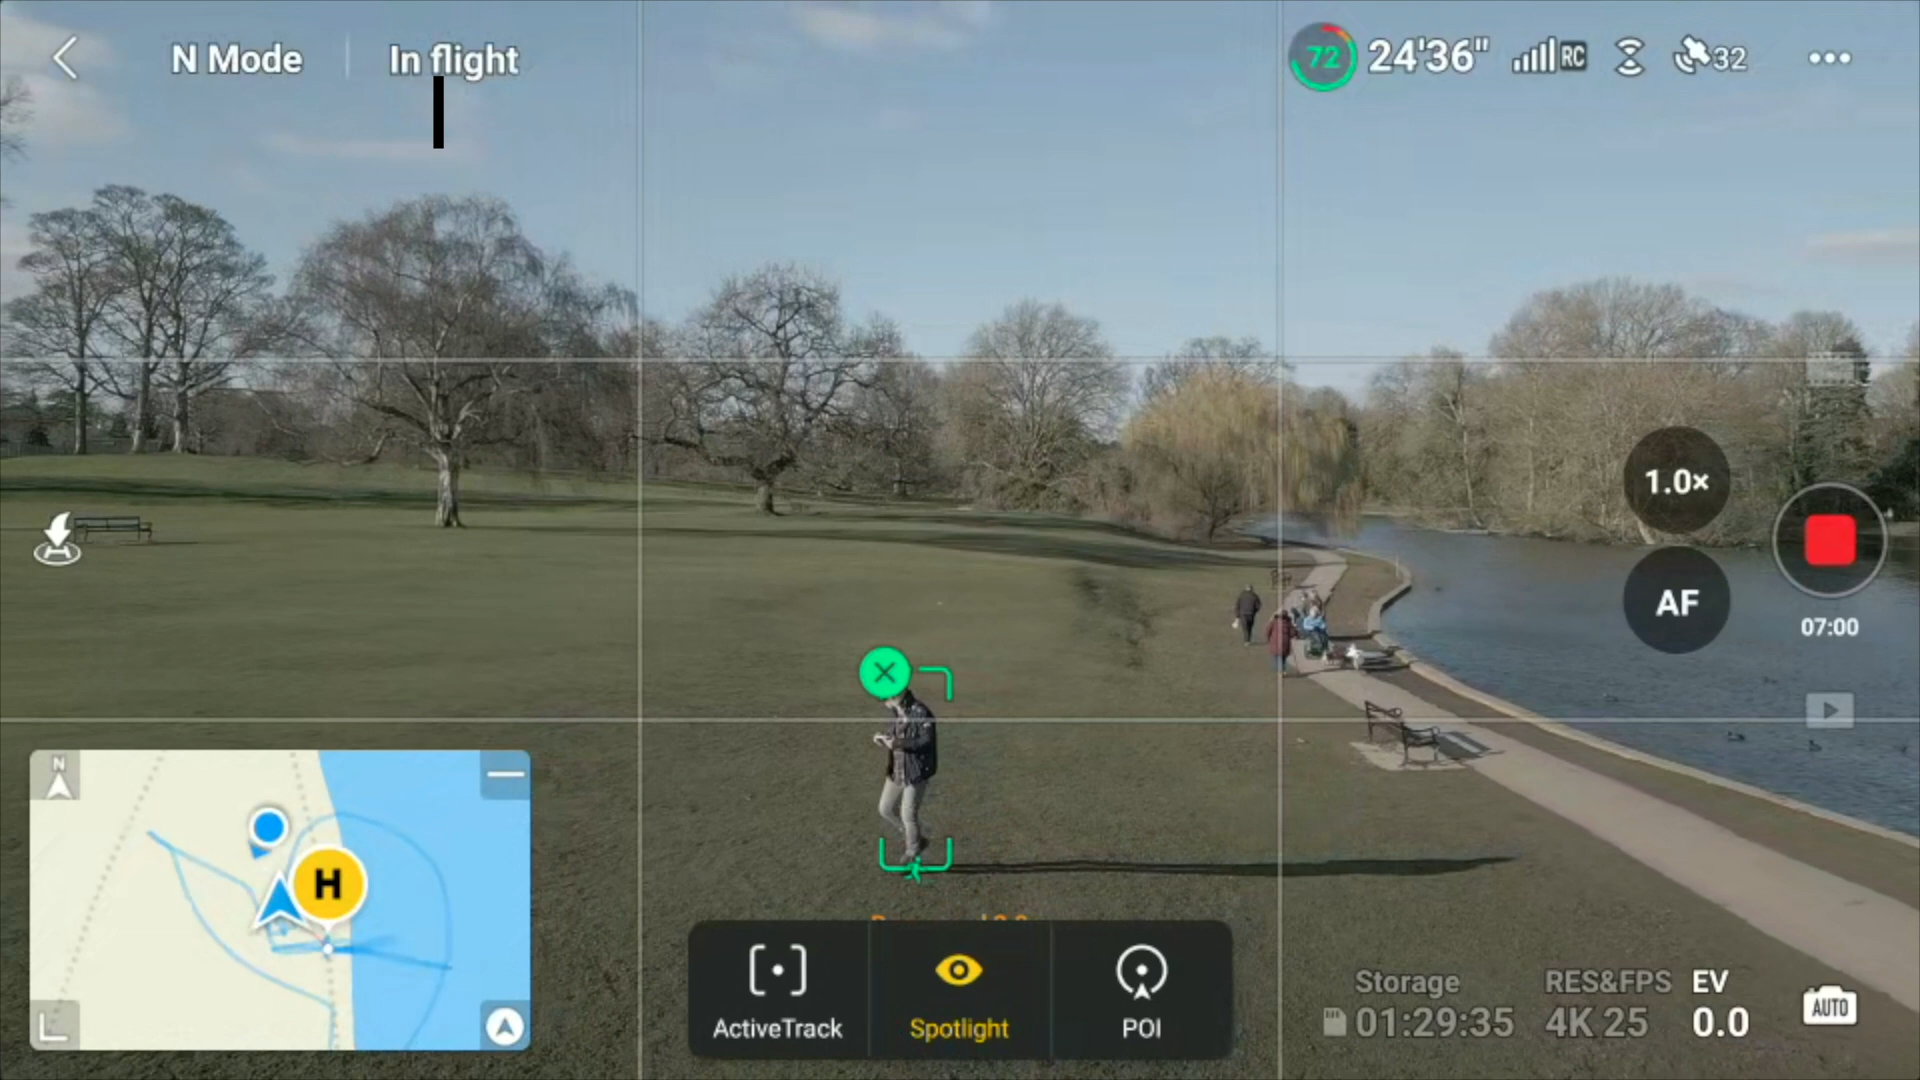 N Mode In flight 72 24'36" RC 32
1.0×
AF
07:00
N
H
ActiveTrack Spotlight POI
Storage RES&FPS EV
01:29:35 4K 25 0.0 AUTO